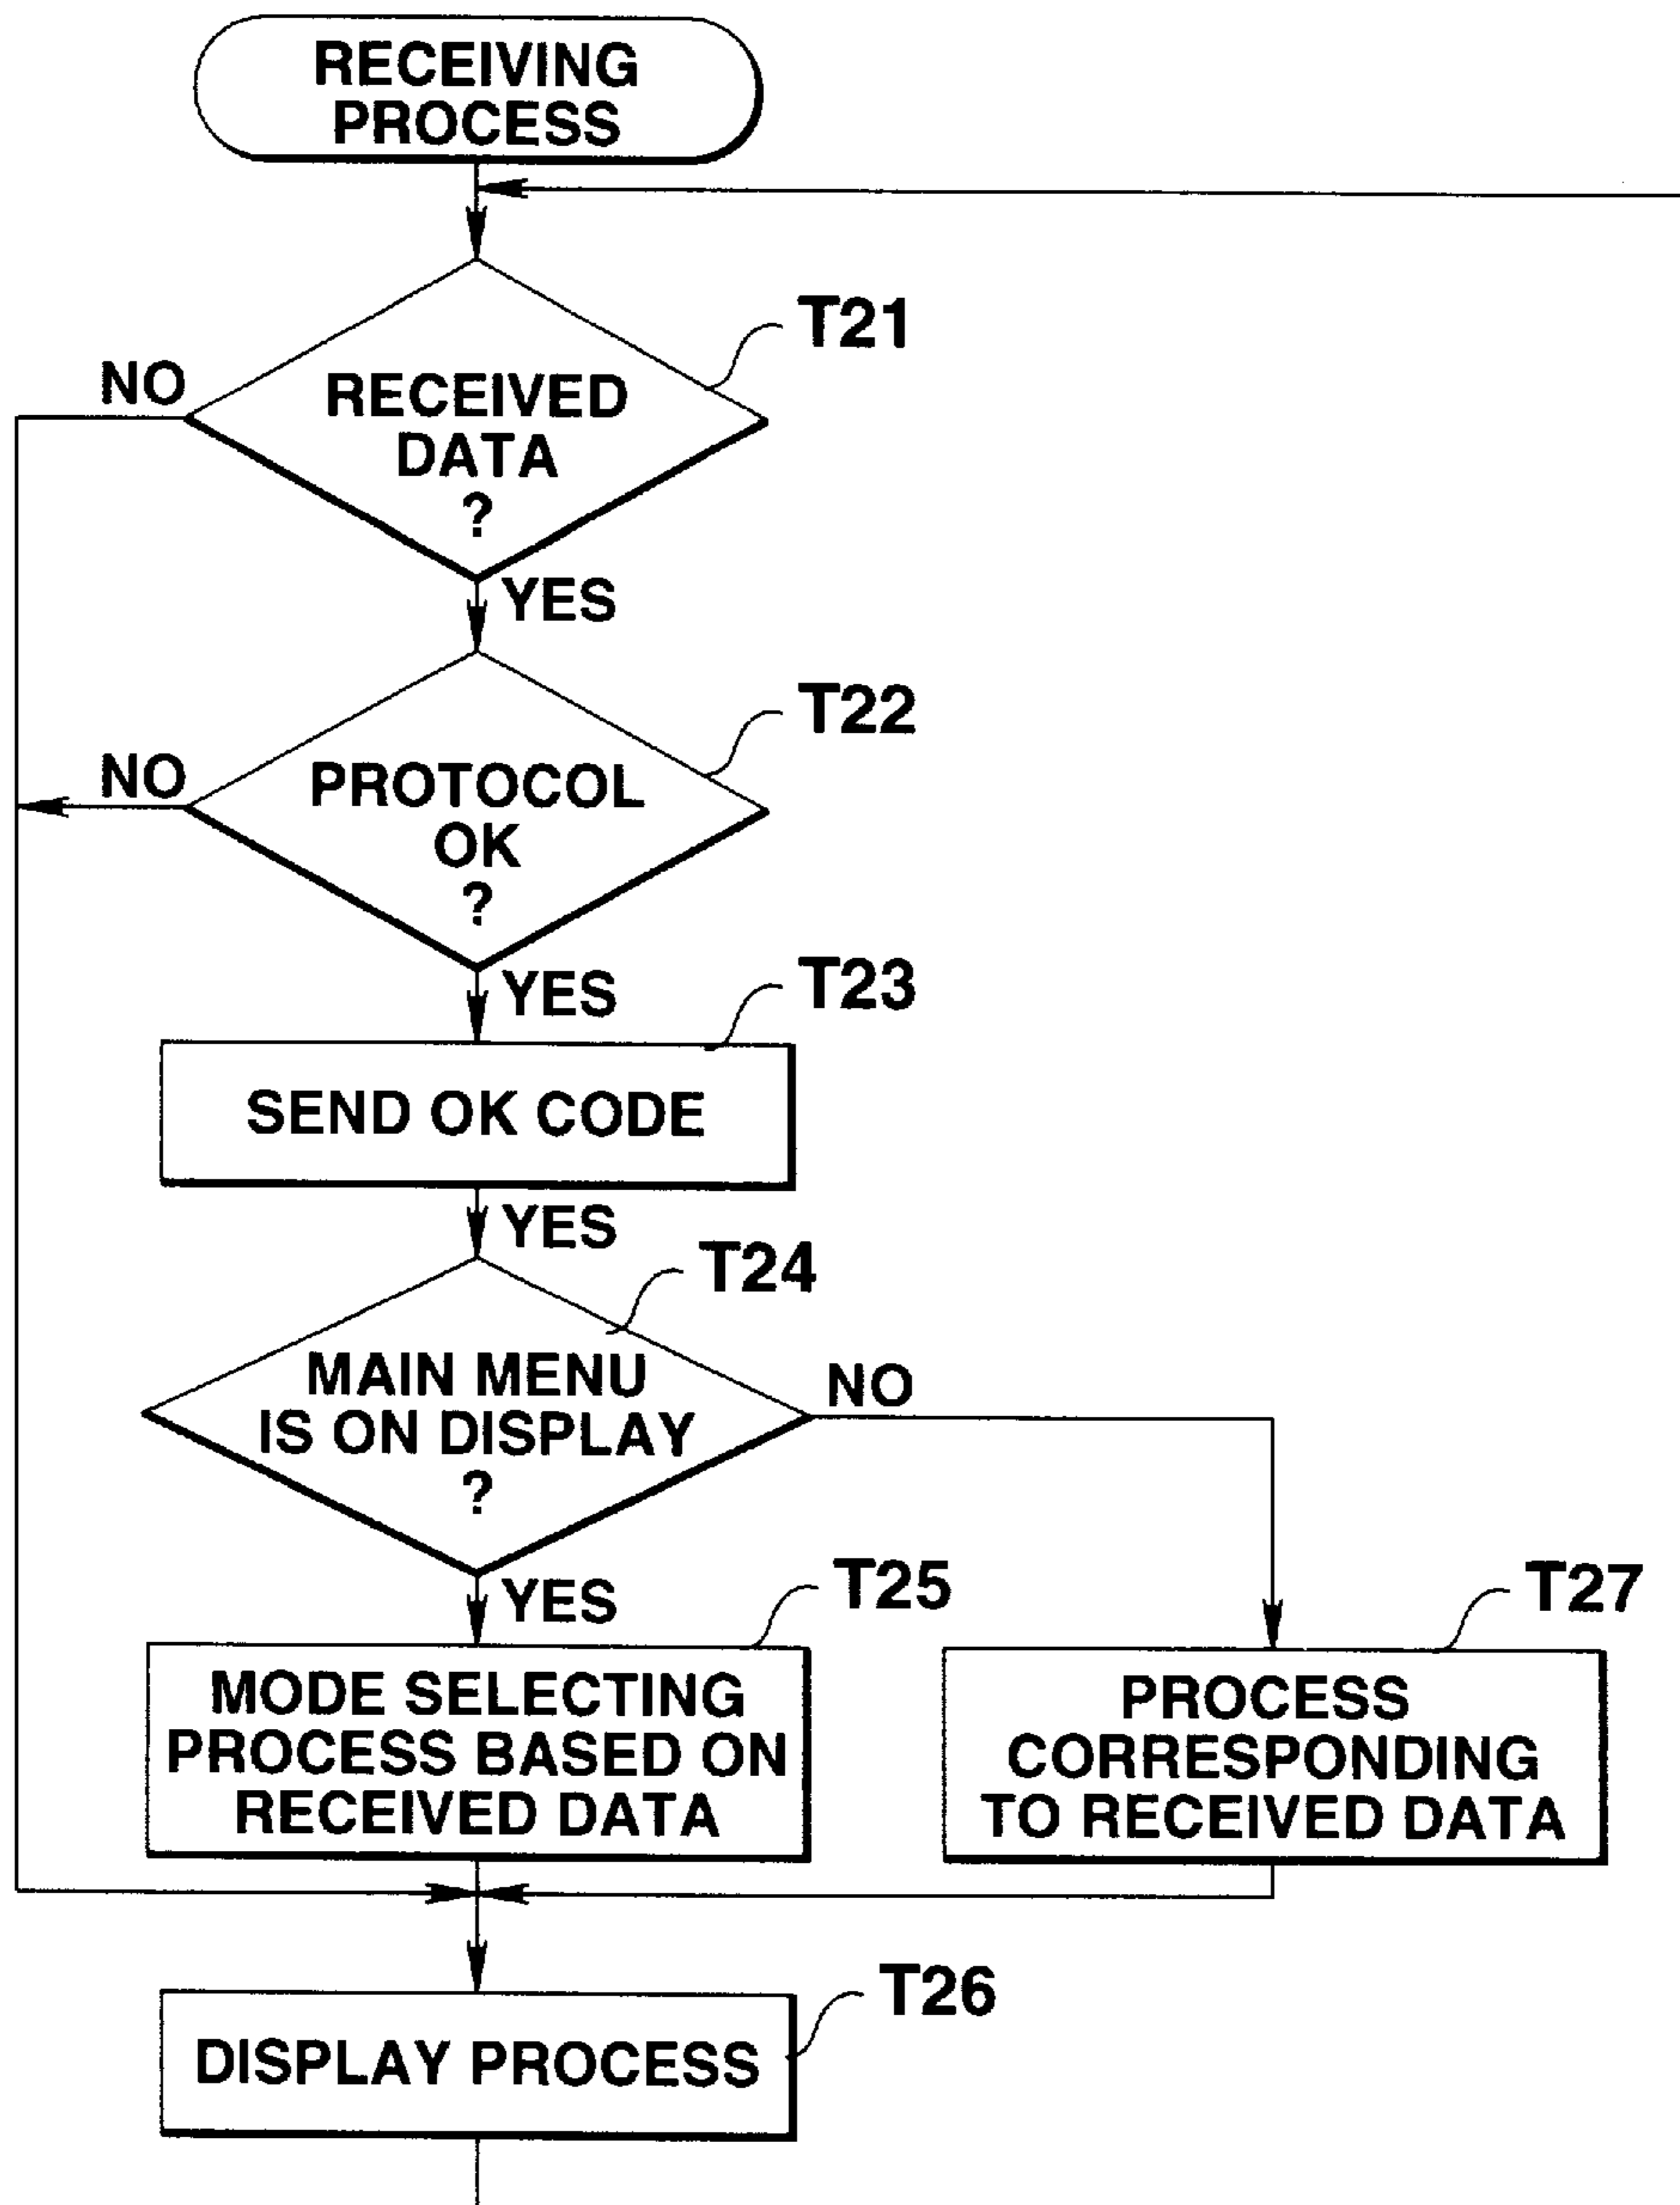 RECEIVING
PROCESS
T21
NO
RECEIVED
DATA
?
YES
T22
NO
PROTOCOL
OK
?
YES
T23
SEND OK CODE
YES
T24
MAIN MENU
IS ON DISPLAY
?
NO
YES
T25
MODE SELECTING
PROCESS BASED ON
RECEIVED DATA
T27
PROCESS
CORRESPONDING
TO RECEIVED DATA
T26
DISPLAY PROCESS